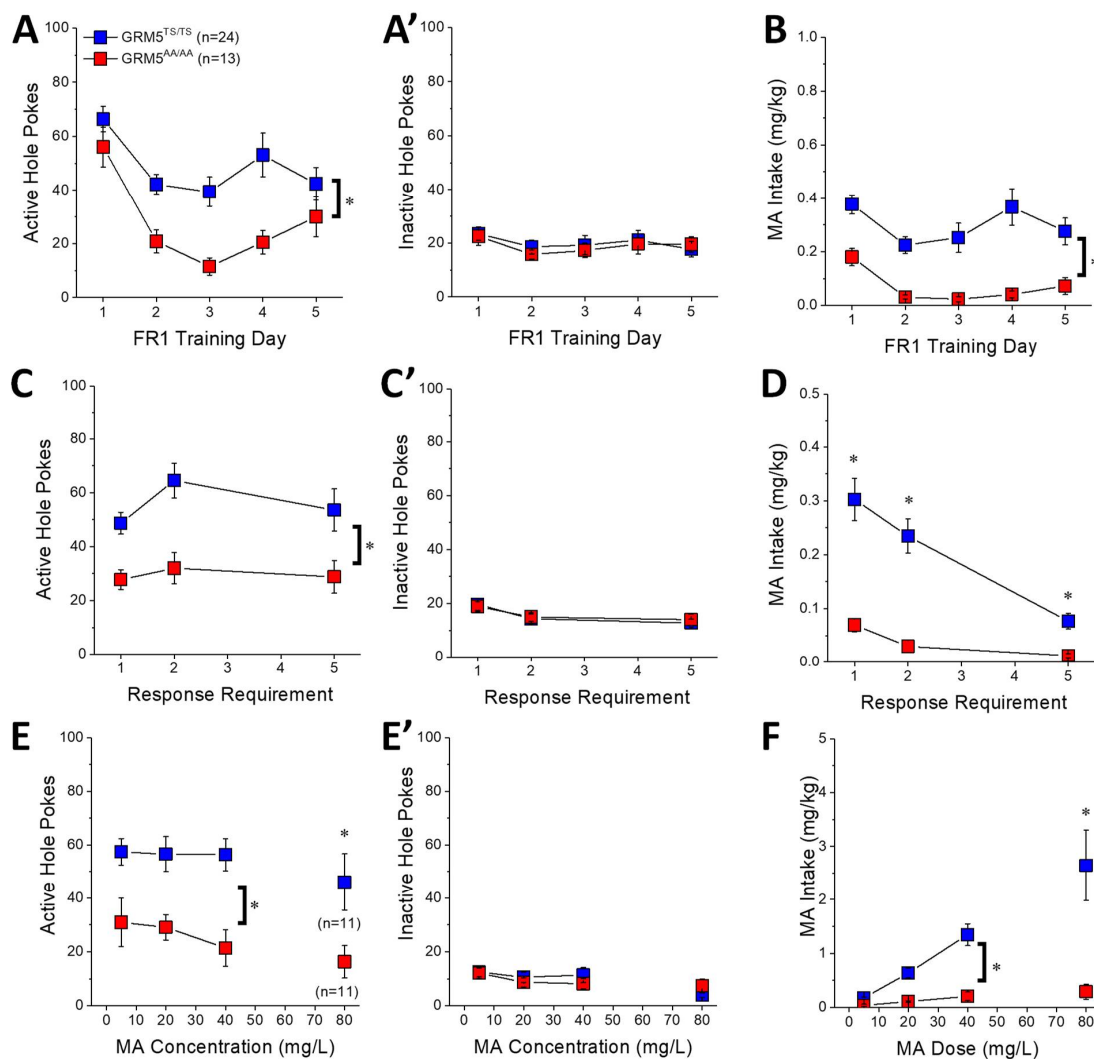 A
GRM5TS/TS (n=24)
GRM5AA/AA (n=13)
100
80
60
40
20
0
Active Hole Pokes
*
1 2 3 4 5
FR1 Training Day
A'
100
80
60
40
20
0
Inactive Hole Pokes
1 2 3 4 5
FR1 Training Day
B
1.0
0.8
0.6
0.4
0.2
0.0
MA Intake (mg/kg)
*
1 2 3 4 5
FR1 Training Day
C
100
80
60
40
20
0
Active Hole Pokes
*
1 2 3 4 5
Response Requirement
C'
100
80
60
40
20
0
Inactive Hole Pokes
1 2 3 4 5
Response Requirement
D
0.5
0.4
0.3
0.2
0.1
0.0
MA Intake (mg/kg)
*
*
*
1 2 3 4 5
Response Requirement
E
100
80
60
40
20
0
Active Hole Pokes
*
*
(n=11)
(n=11)
0 10 20 30 40 50 60 70 80
MA Concentration (mg/L)
E'
100
80
60
40
20
0
Inactive Hole Pokes
0 10 20 30 40 50 60 70 80
MA Concentration (mg/L)
F
5
4
3
2
1
0
MA Intake (mg/kg)
*
*
0 10 20 30 40 50 60 70 80
MA Dose (mg/L)